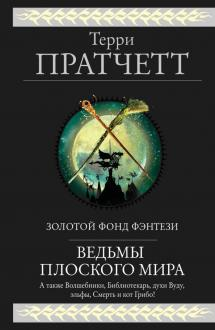 Терри
ПРАТЧЕТТ
ЗОЛОТОЙ ФОНД ФЭНТЕЗИ
ВЕДЬМЫ
ПЛОСКОГО МИРА
А также Волшебники, Библиотекарь, духи Вуду,
эльфы, Смерть и кот Грибо!